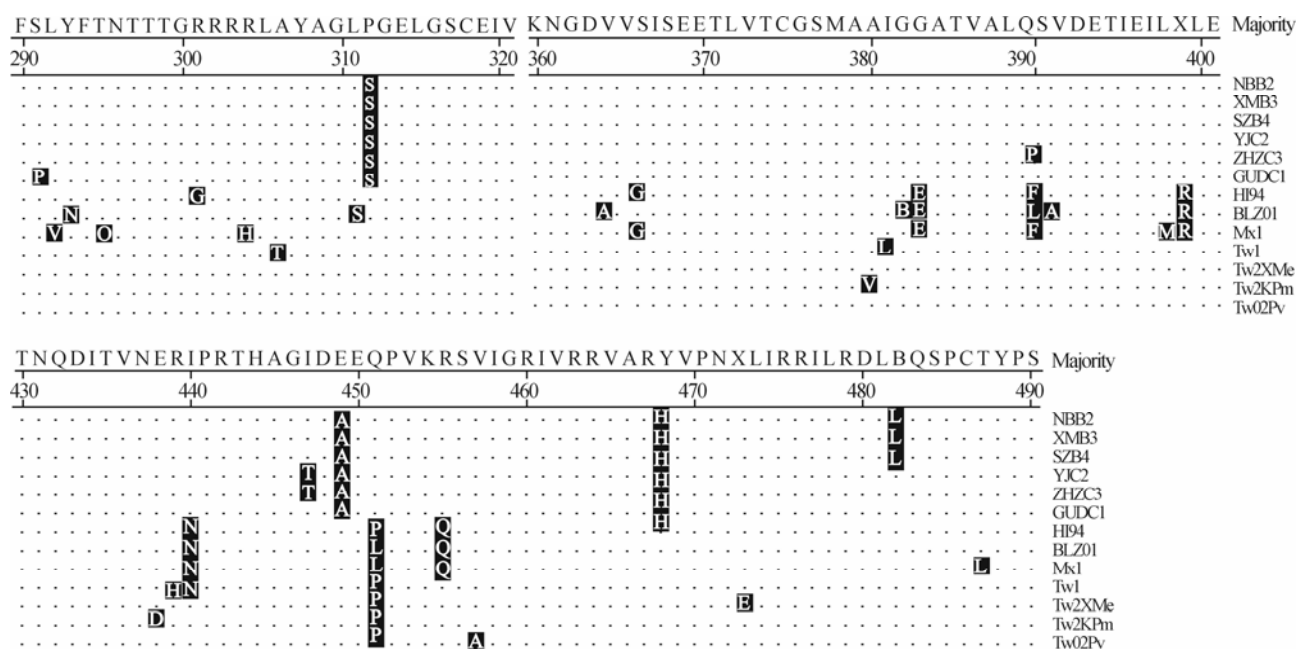 FSLYFTNTTTGRRRRLAYAGLPGELGSCEIV KNGDVVSISEETLVTCGSMAAIGGATVALQSVDETIEILXLE Majority
290 300 310 320 360 370 380 390 400
S NBB2
S XMB3
S SZB4
S YJC2
S P ZHZC3
P S GUDC1
G G E F R HI94
N S A B E L A R BLZ01
V O H G E F M R Mx1
T L Tw1
Tw2XMe
V Tw2KPm
Tw02Pv
TNQDITVNERIPRTHAGIDEEQPVKRSVIGRIVRRVARYVPNXLIRRILRDLBQSPCTYPS Majority
430 440 450 460 470 480 490
A H L NBB2
A H L XMB3
A H L SZB4
T A H YJC2
T A H ZHZC3
A H GUDC1
N P Q HI94
N L Q BLZ01
N L Q L Mx1
H N P Tw1
P E Tw2XMe
D P Tw2KPm
P A Tw02Pv